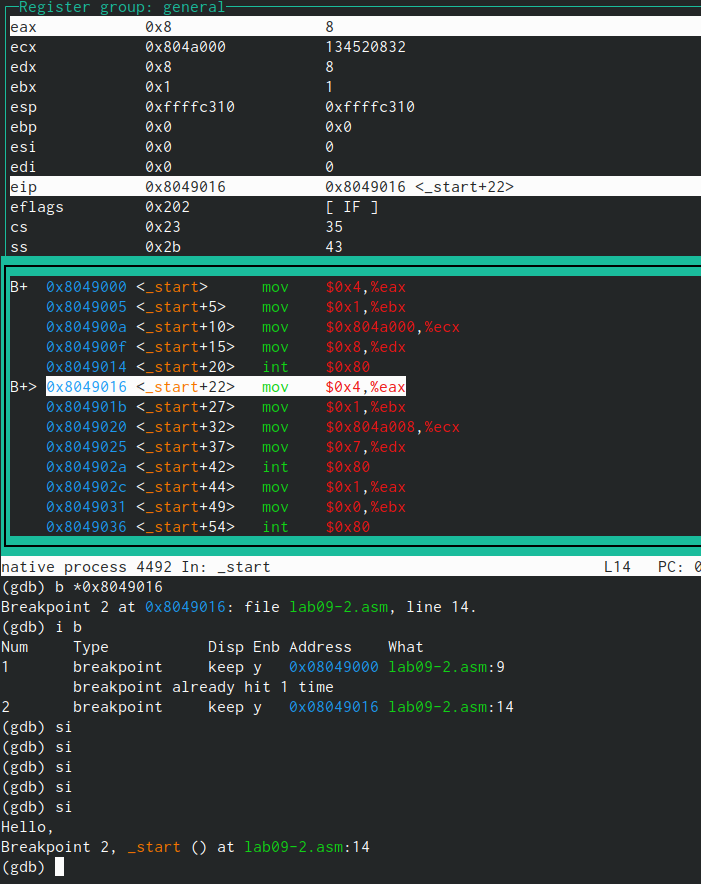 Register group: general
eax 0x8 8
ecx 0x804a000 134520832
edx 0x8 8
ebx 0x1 1
esp 0xffffc310 0xffffc310
ebp 0x0 0x0
esi 0x0 0
edi 0x0 0
eip 0x8049016 0x8049016 <_start+22>
eflags 0x202 [ IF ]
cs 0x23 35
ss 0x2b 43
B+ 0x8049000 <_start> mov $0x4,%eax
0x8049005 <_start+5> mov $0x1,%ebx
0x804900a <_start+10> mov $0x804a000,%ecx
0x804900f <_start+15> mov $0x8,%edx
0x8049014 <_start+20> int $0x80
B+> 0x8049016 <_start+22> mov $0x4,%eax
0x804901b <_start+27> mov $0x1,%ebx
0x8049020 <_start+32> mov $0x804a008,%ecx
0x8049025 <_start+37> mov $0x7,%edx
0x804902a <_start+42> int $0x80
0x804902c <_start+44> mov $0x1,%eax
0x8049031 <_start+49> mov $0x0,%ebx
0x8049036 <_start+54> int $0x80
native process 4492 In: _start L14 PC: 0
(gdb) b *0x8049016
Breakpoint 2 at 0x8049016: file lab09-2.asm, line 14.
(gdb) i b
Num Type Disp Enb Address What
1 breakpoint keep y 0x08049000 lab09-2.asm:9
breakpoint already hit 1 time
2 breakpoint keep y 0x08049016 lab09-2.asm:14
(gdb) si
(gdb) si
(gdb) si
(gdb) si
(gdb) si
Hello,
Breakpoint 2, _start () at lab09-2.asm:14
(gdb)